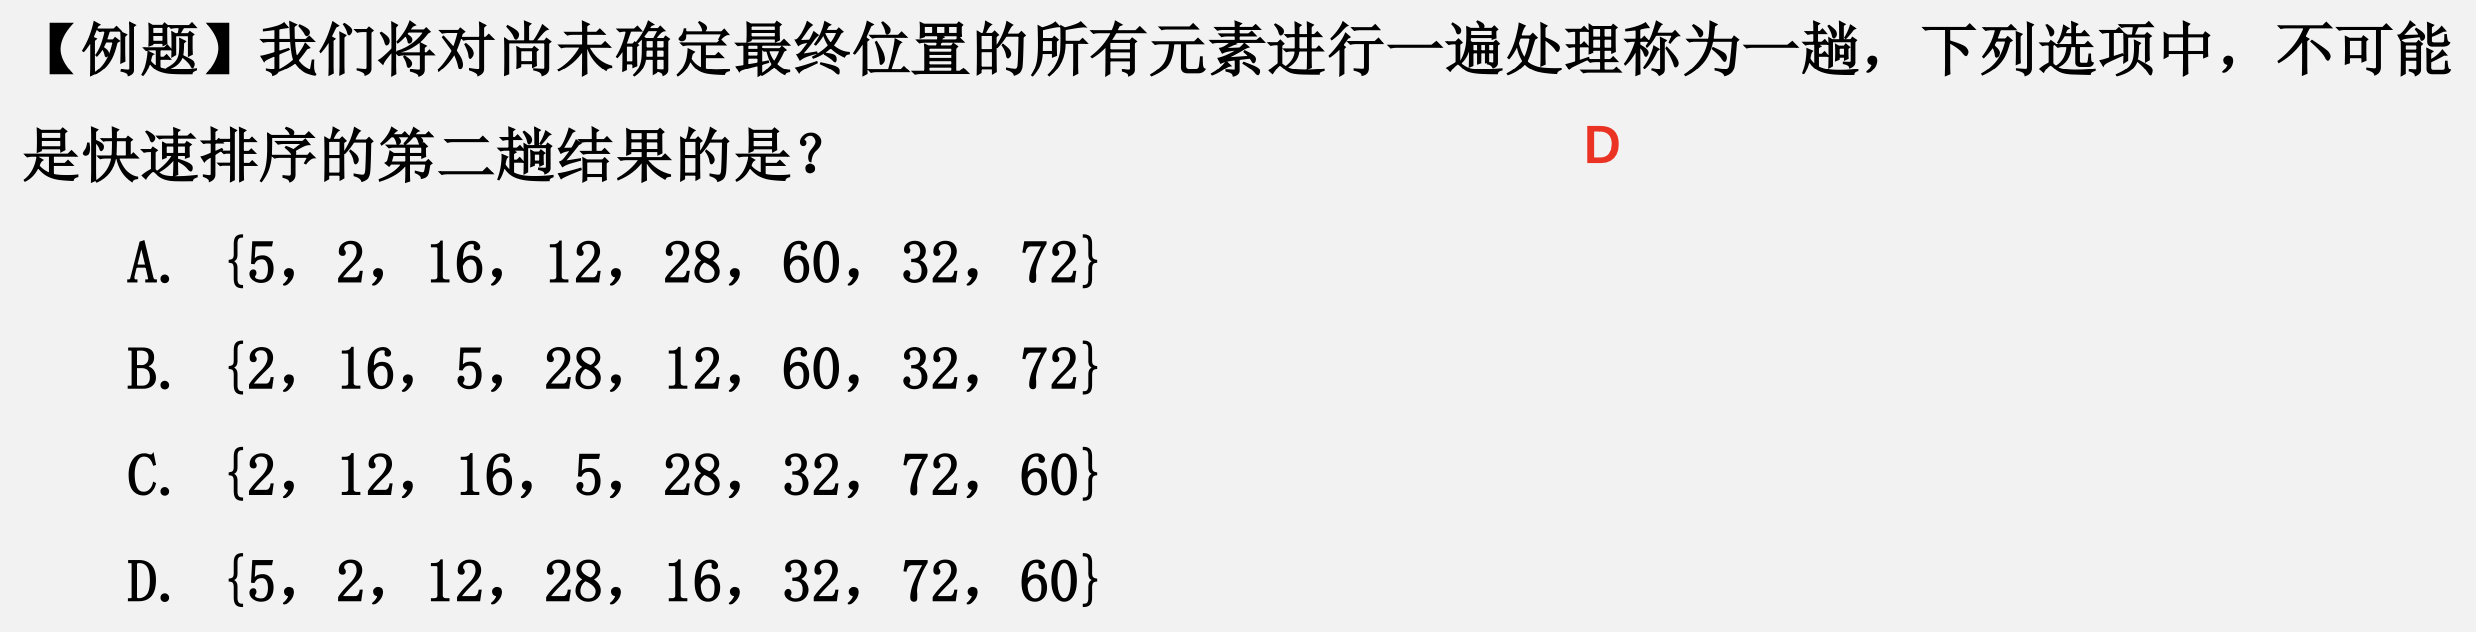 【例题】我们将对尚未确定最终位置的所有元素进行一遍处理称为一趟，下列选项中，不可能
是快速排序的第二趟结果的是？ D
A. {5, 2, 16, 12, 28, 60, 32, 72}
B. {2, 16, 5, 28, 12, 60, 32, 72}
C. {2, 12, 16, 5, 28, 32, 72, 60}
D. {5, 2, 12, 28, 16, 32, 72, 60}